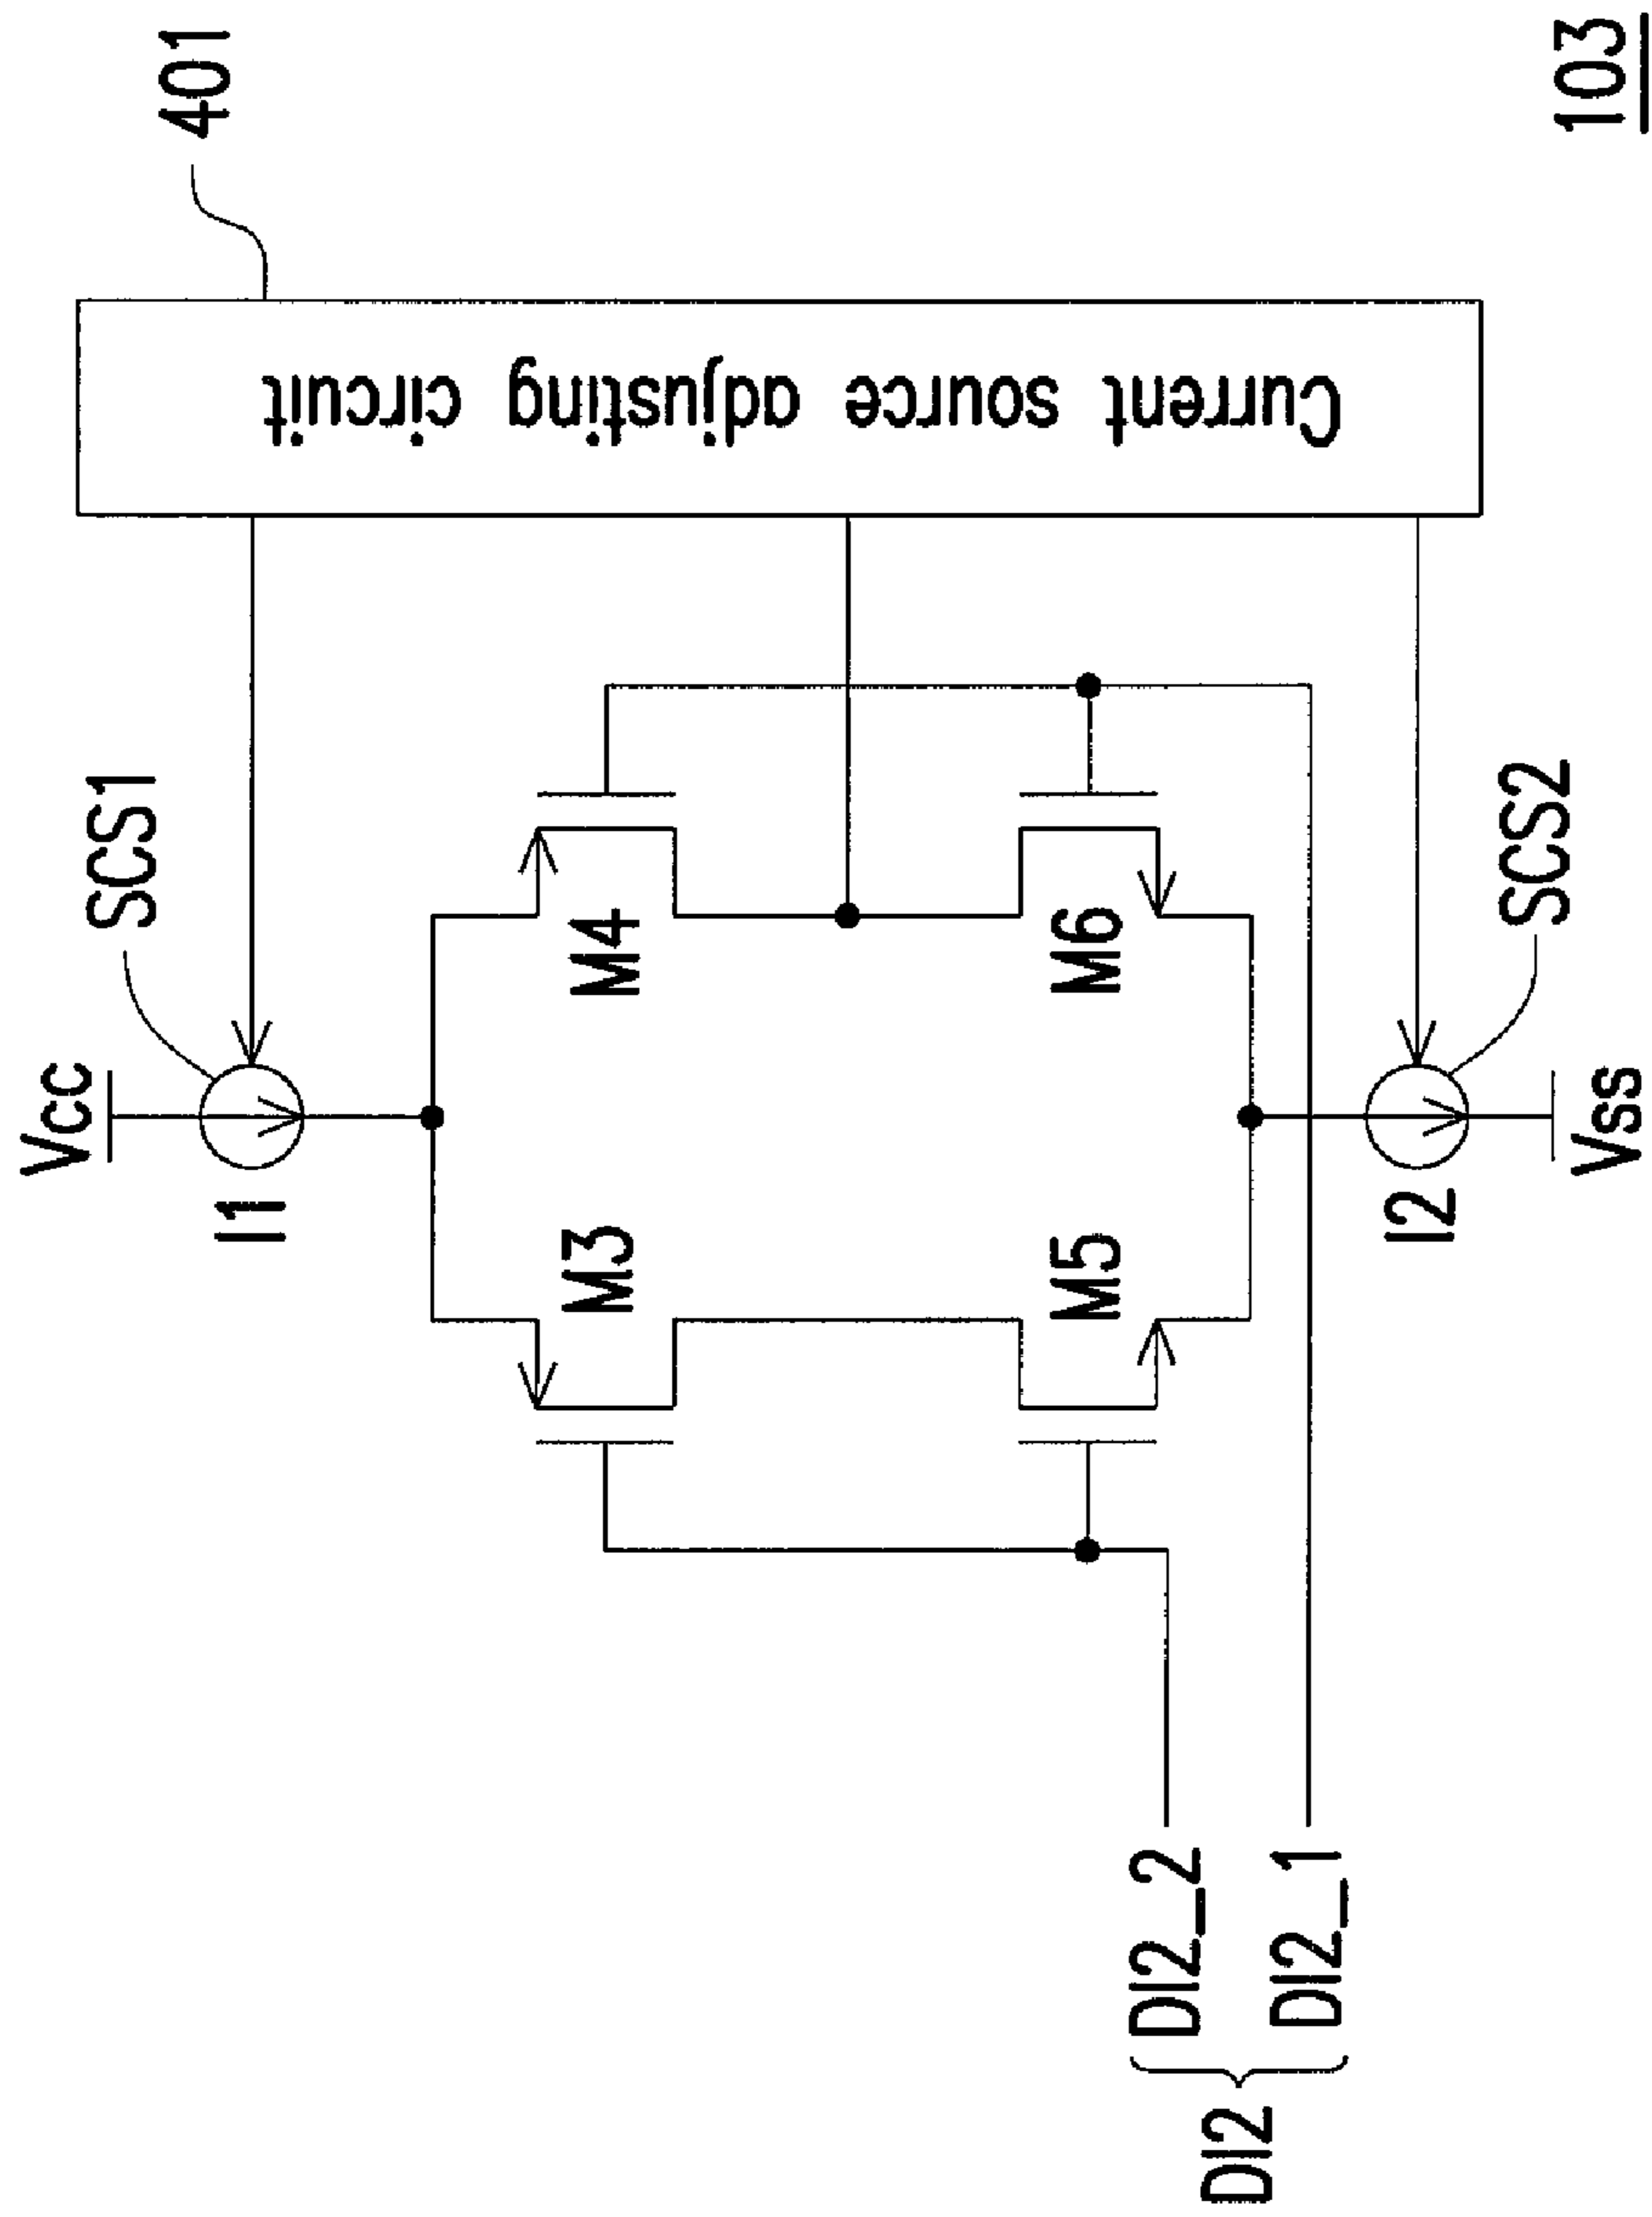 103
401
Current source adjusting circuit
SCS1
Vcc
I1
M3
M4
M5
M6
SCS2
I2
Vss
DI2_2
DI2_1
DI2